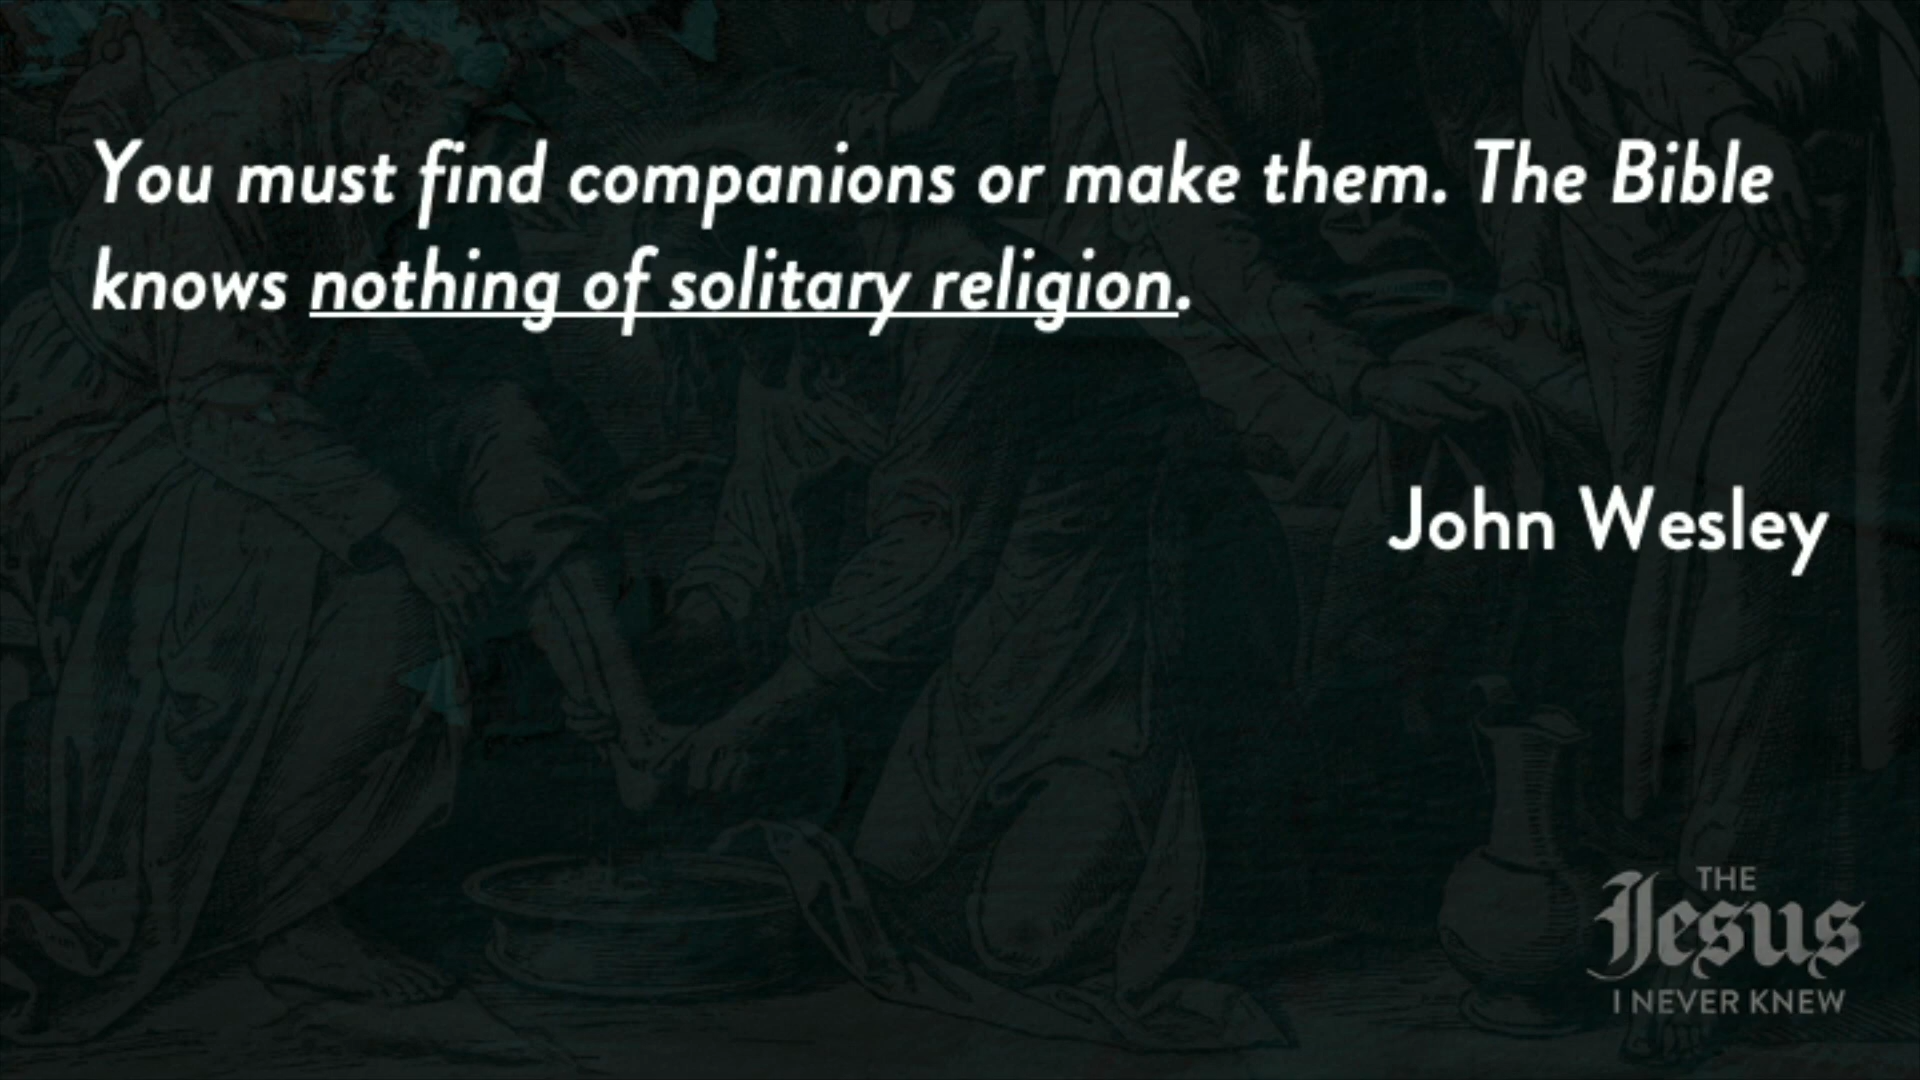 You must find companions or make them. The Bible
knows nothing of solitary religion.
John Wesley
THE
Jesus
I NEVER KNEW